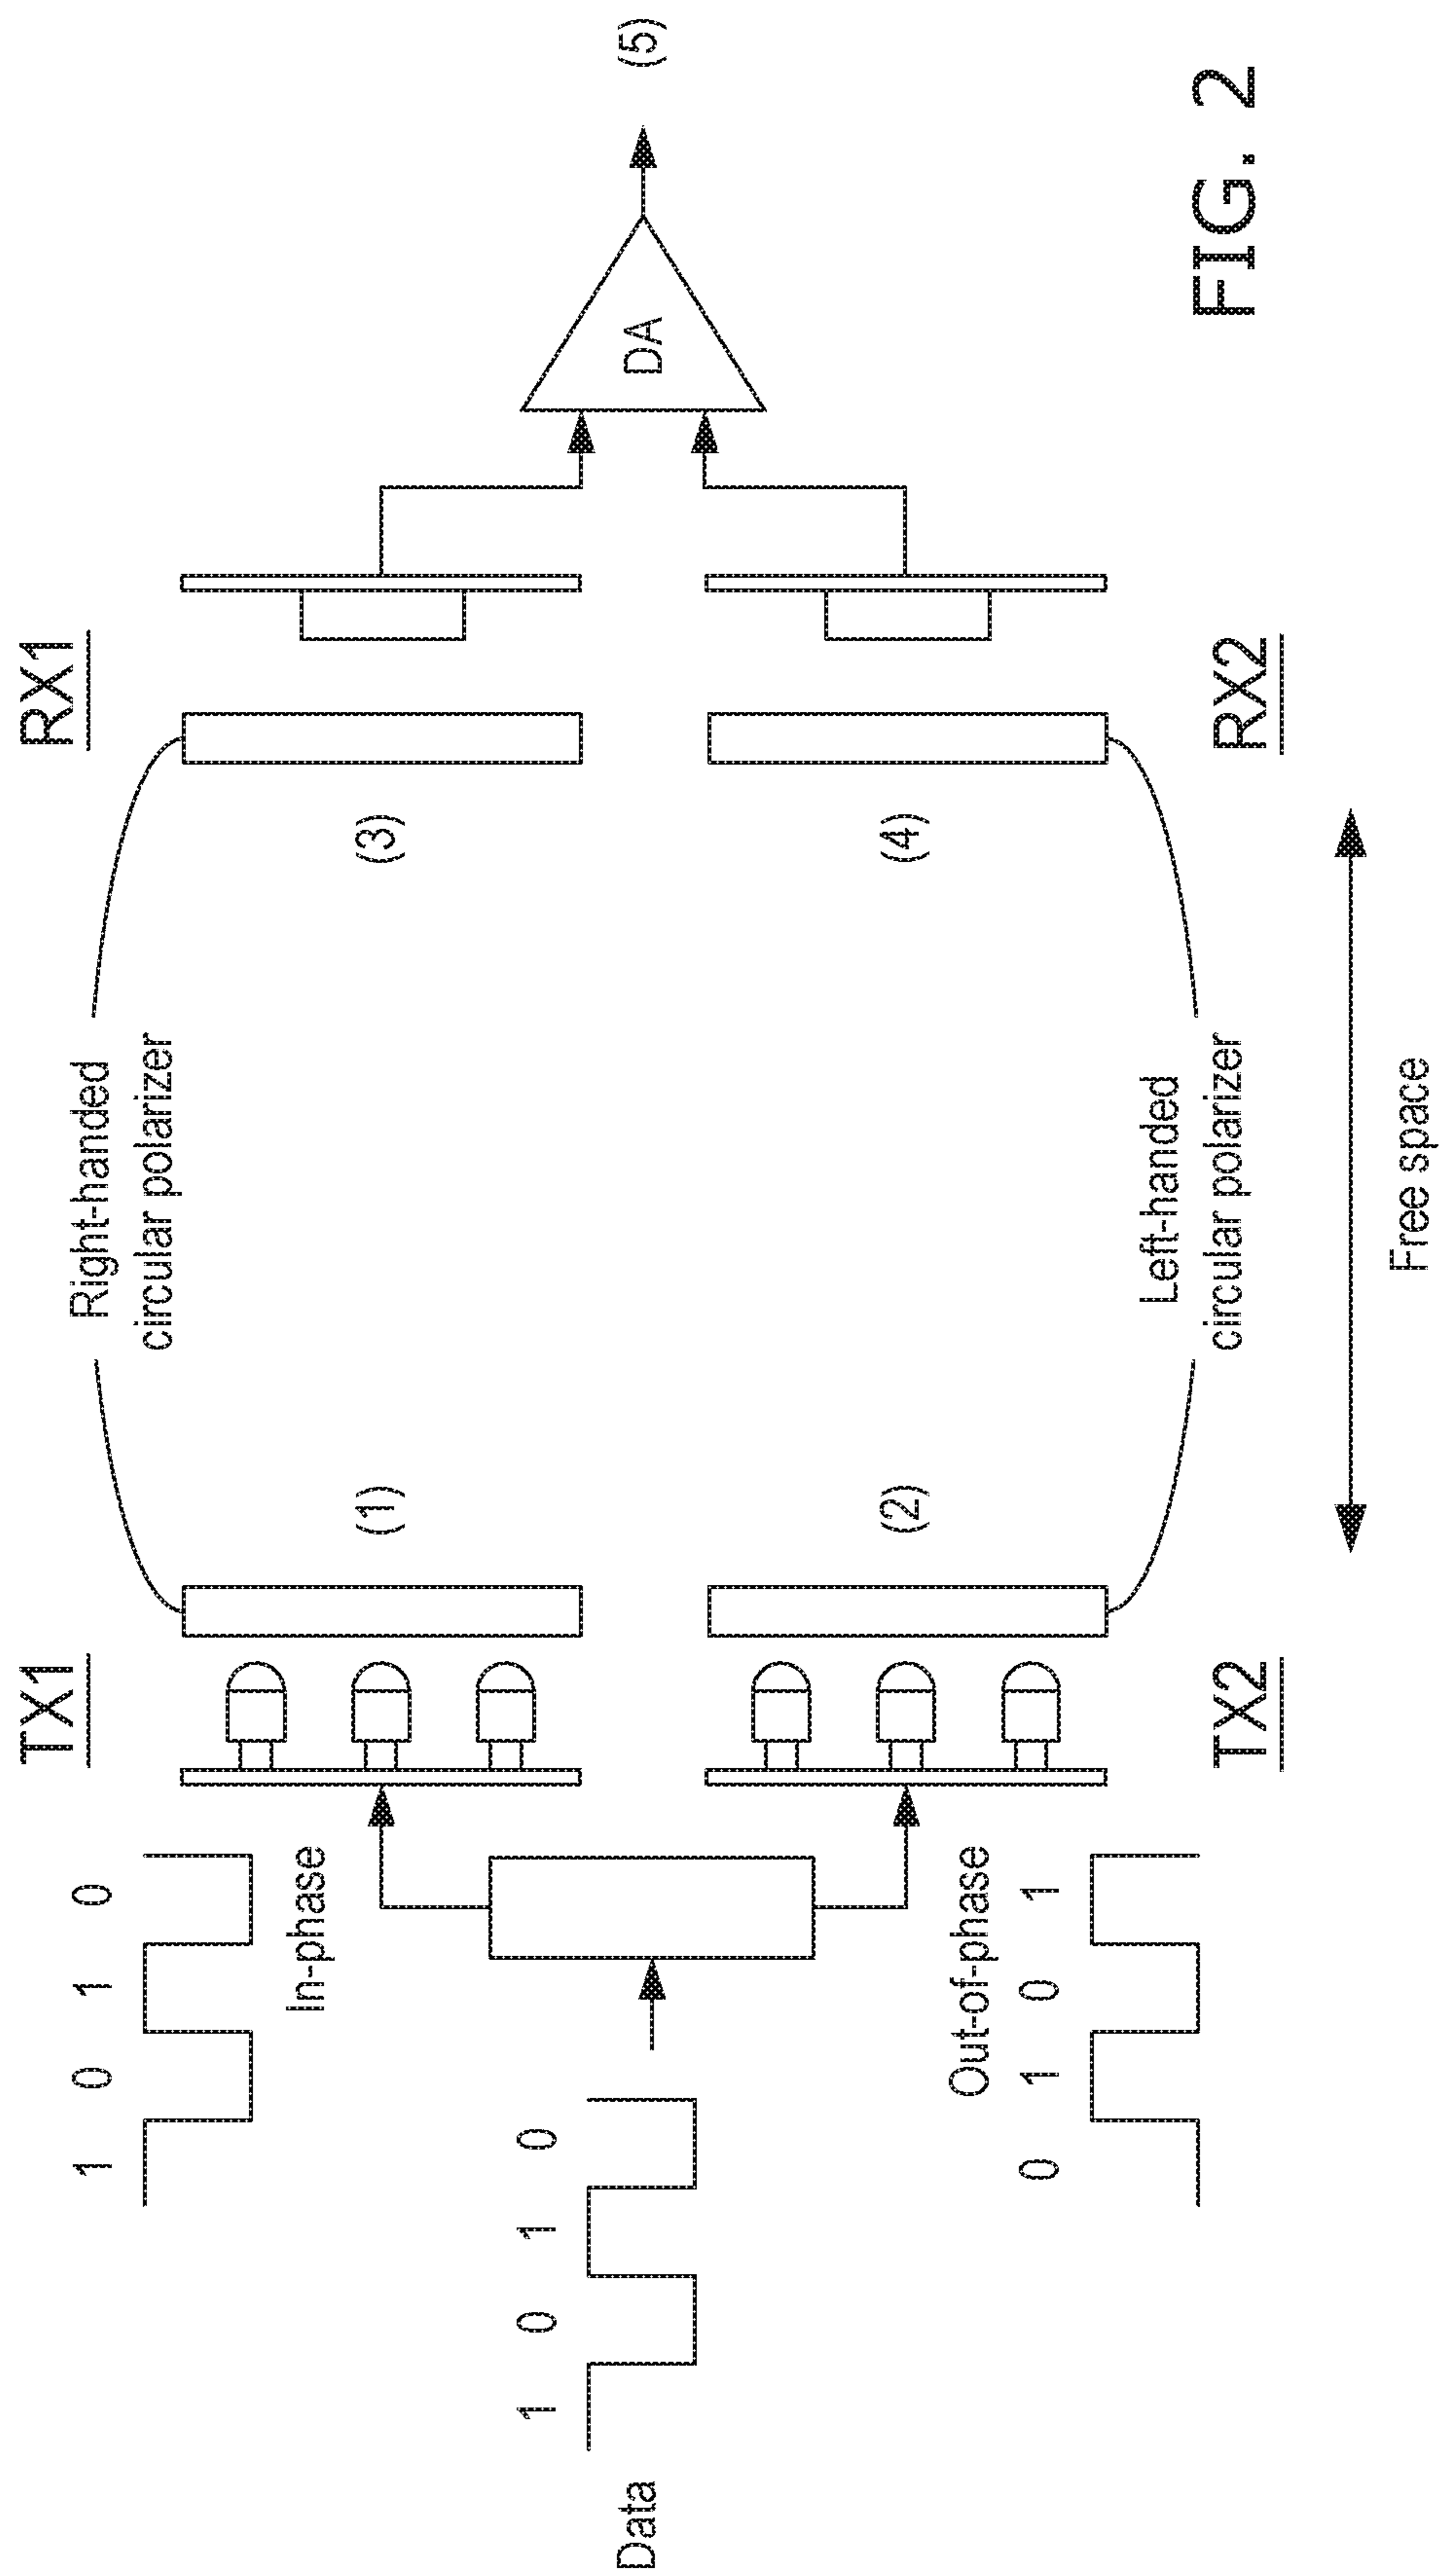 1 0 1 0
TX1
RX1
Right-handed
circular polarizer
In-phase
(1)
(3)
Data
1 0 1 0
DA
(5)
Out-of-phase
(2)
(4)
0 1 0 1
Left-handed
circular polarizer
TX2
RX2
Free space
FIG. 2